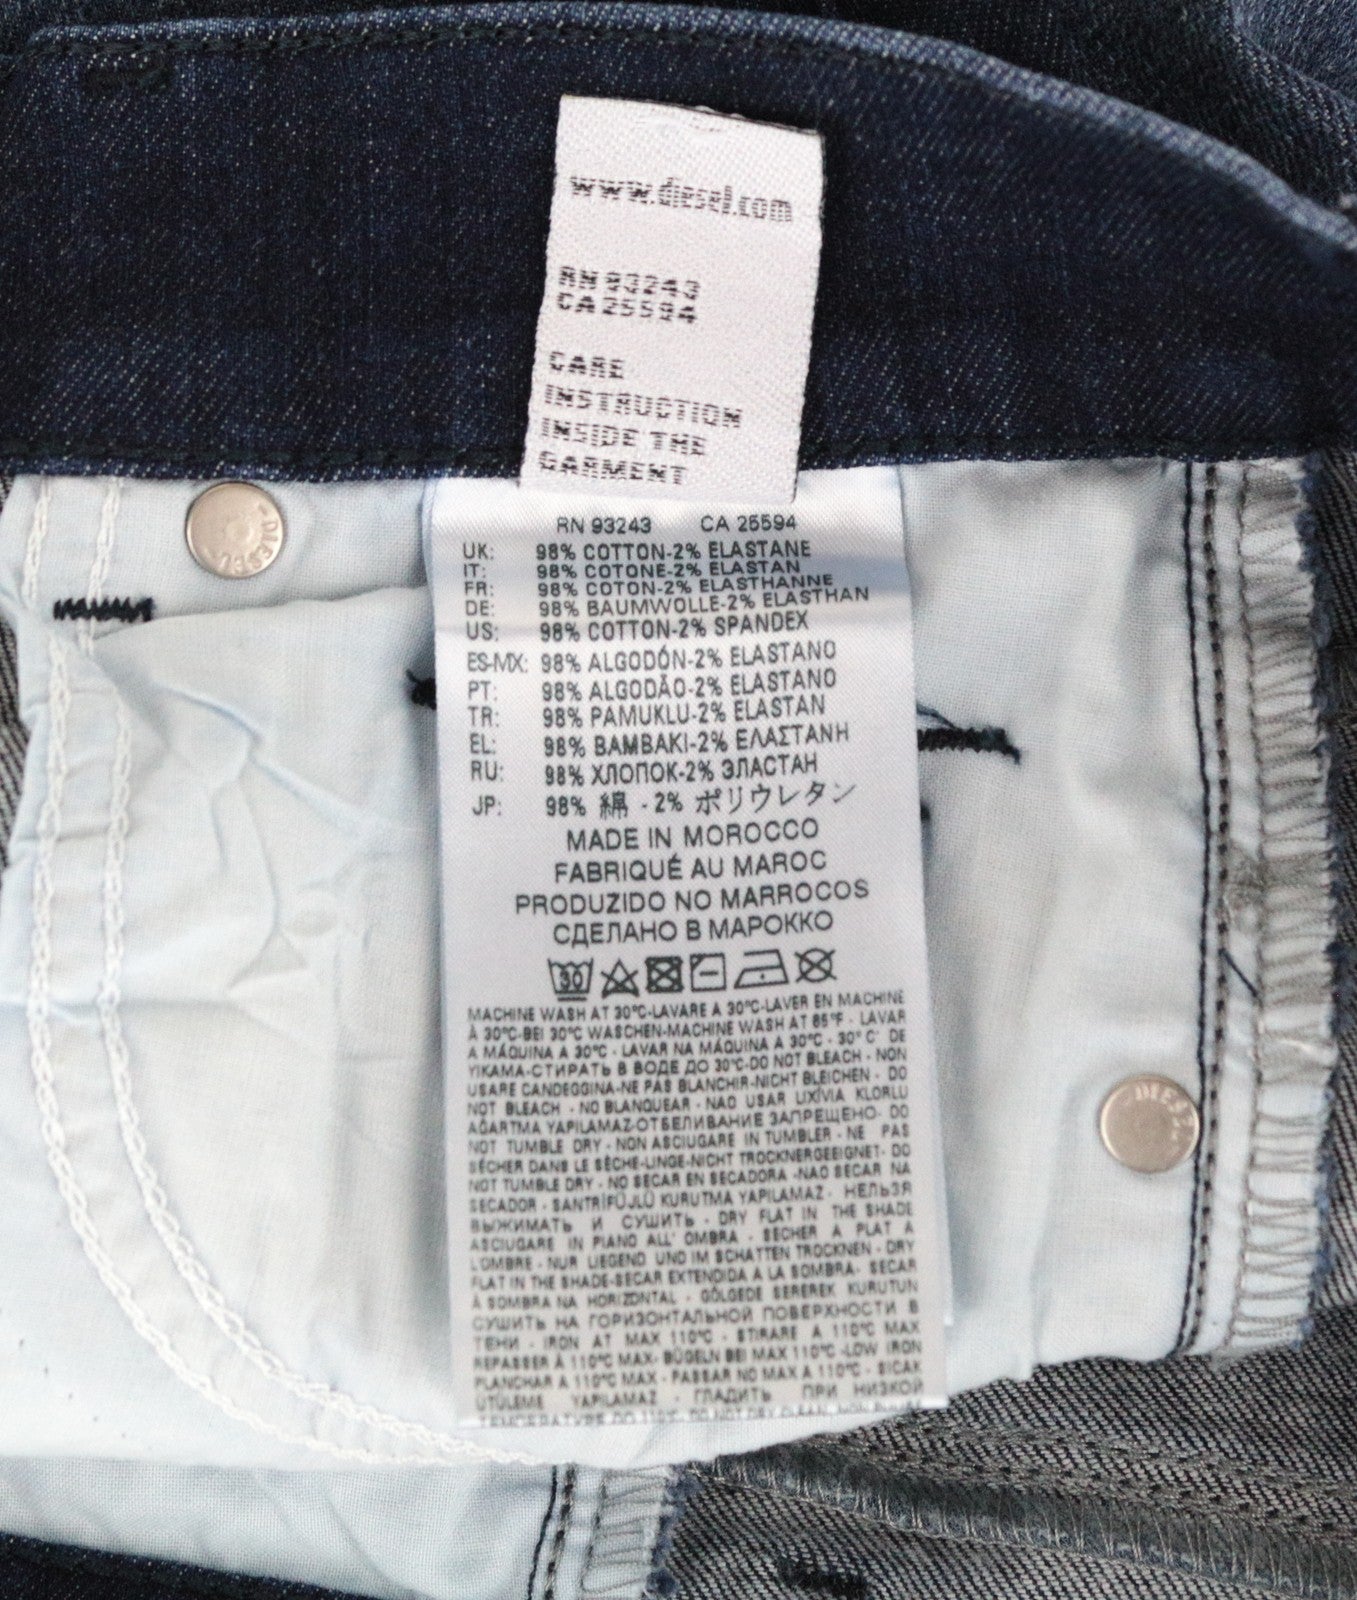 www.diesel.com
RN 93243
CA 25594
CARE
INSTRUCTION
INSIDE THE
GARMENT
RN 93243 CA 25594
UK: 98% COTTON-2% ELASTANE
IT: 98% COTONE-2% ELASTAN
FR: 98% COTON-2% ELASTHANNE
DE: 98% BAUMWOLLE-2% ELASTHAN
US: 98% COTTON-2% SPANDEX
ES-MX: 98% ALGODÓN-2% ELASTANO
PT: 98% ALGODÃO-2% ELASTANO
TR: 98% PAMUKLU-2% ELASTAN
EL: 98% BAMBAKI-2% ΕΛΑΣΤΑΝΗ
RU: 98% ХЛОПОК-2% ЭЛАСТАН
JP: 98% 綿 - 2% ポリウレタン
MADE IN MOROCCO
FABRIQUÉ AU MAROC
PRODUZIDO NO MARROCOS
СДЕЛАНО В МАРОККО
30
MACHINE WASH AT 30°C-LAVARE A 30°C-LAVER EN MACHINE
À 30°C-BEI 30°C WASCHEN-MACHINE WASH AT 85°F - LAVAR
A MÁQUINA A 30°C - LAVAR NA MÁQUINA A 30°C - 30° C' DE
YIKAMA-СТИРАТЬ В ВОДЕ ДО 30°C-DO NOT BLEACH - NON
USARE CANDEGGINA-NE PAS BLANCHIR-NICHT BLEICHEN - DO
NOT BLEACH - NO BLANQUEAR - NAO USAR LIXÍVIA KLORLU
AĞARTMA YAPILAMAZ-ОТБЕЛИВАНИЕ ЗАПРЕЩЕНО- DO
NOT TUMBLE DRY - NON ASCIUGARE IN TUMBLER - NE PAS
SÉCHER DANS LE SÈCHE-LINGE-NICHT TROCKNERGEEIGNET- DO
NOT TUMBLE DRY - NO SECAR EN SECADORA -NAO SECAR NA
SECADOR - SANTRİFÜJLÜ KURUTMA YAPILAMAZ - НЕЛЬЗЯ
ВЫЖИМАТЬ И СУШИТЬ - DRY FLAT IN THE SHADE
ASCIUGARE IN PIANO ALL' OMBRA - SÉCHER À PLAT A
L'OMBRE - NUR LIEGEND UND IM SCHATTEN TROCKNEN - DRY
FLAT IN THE SHADE-SECAR EXTENDIDA A LA SOMBRA- SECAR
À SOMBRA NA HORIZONTAL - GÖLGEDE SEREREK KURUTUN
СУШИТЬ НА ГОРИЗОНТАЛЬНОЙ ПОВЕРХНОСТИ В
ТЕНИ - IRON AT MAX 110°C - STIRARE A 110°C MAX
REPASSER À 110°C MAX- BÜGELN BEI MAX 110°C -LOW IRON
PLANCHAR A 110°C MAX - PASSAR NO MAX A 110°C - SICAK
ÜTÜLEME YAPILAMAZ - ГЛАДИТЬ ПРИ НИЗКОЙ
ТЕМПЕРАТУРЕ ДО 110°C- DO NOT DRY CLEAN- NON
DIESEL
DIESEL